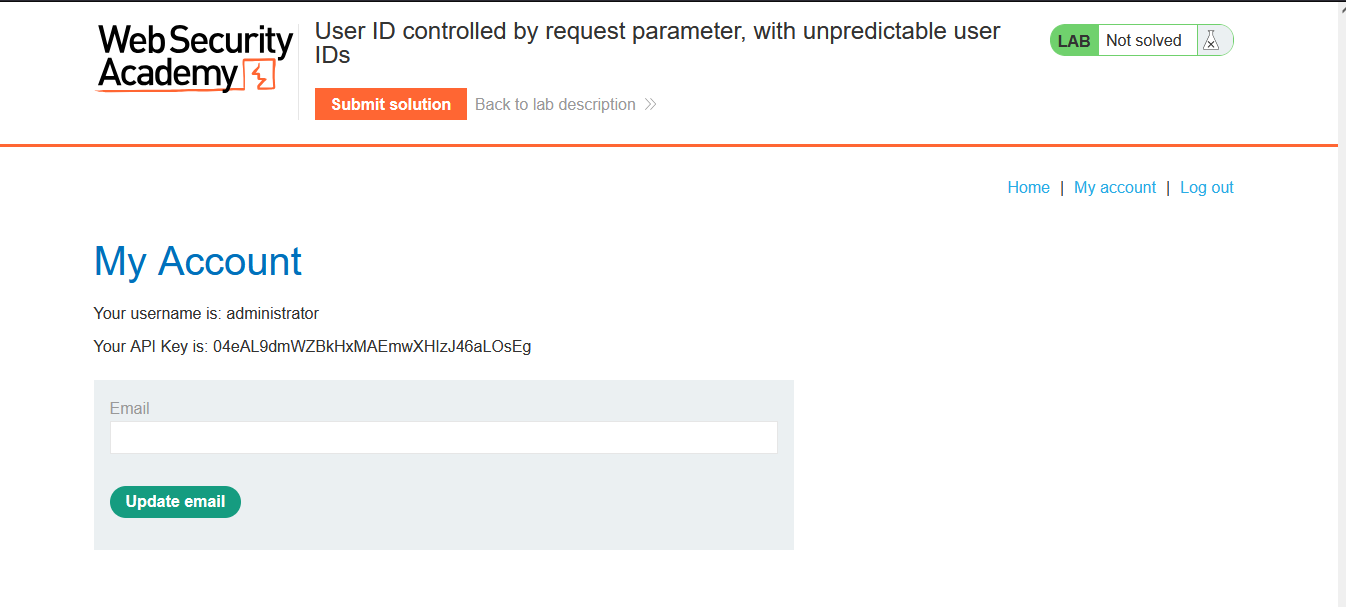 Web Security
Academy
User ID controlled by request parameter, with unpredictable user
IDs
LAB Not solved
Submit solution Back to lab description
Home | My account | Log out
My Account
Your username is: administrator
Your API Key is: 04eAL9dmWZBkHxMAEmwXHIzJ46aLOsEg
Email
Update email